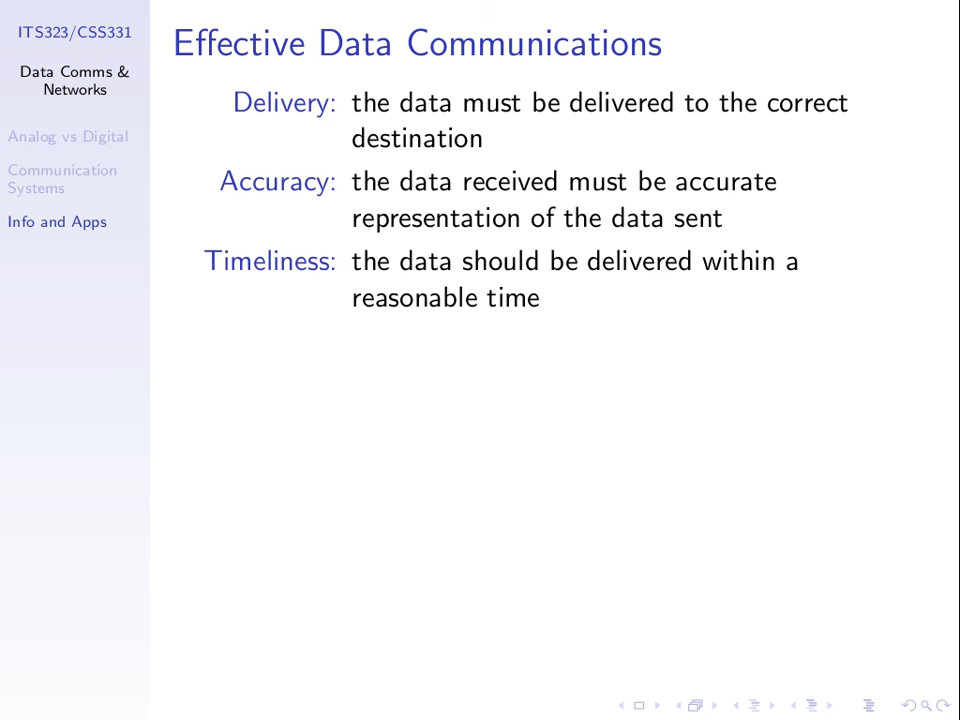 ITS323/CSS331
Data Comms &
Networks
Analog vs Digital
Communication
Systems
Info and Apps
Effective Data Communications
Delivery: the data must be delivered to the correct
destination
Accuracy: the data received must be accurate
representation of the data sent
Timeliness: the data should be delivered within a
reasonable time